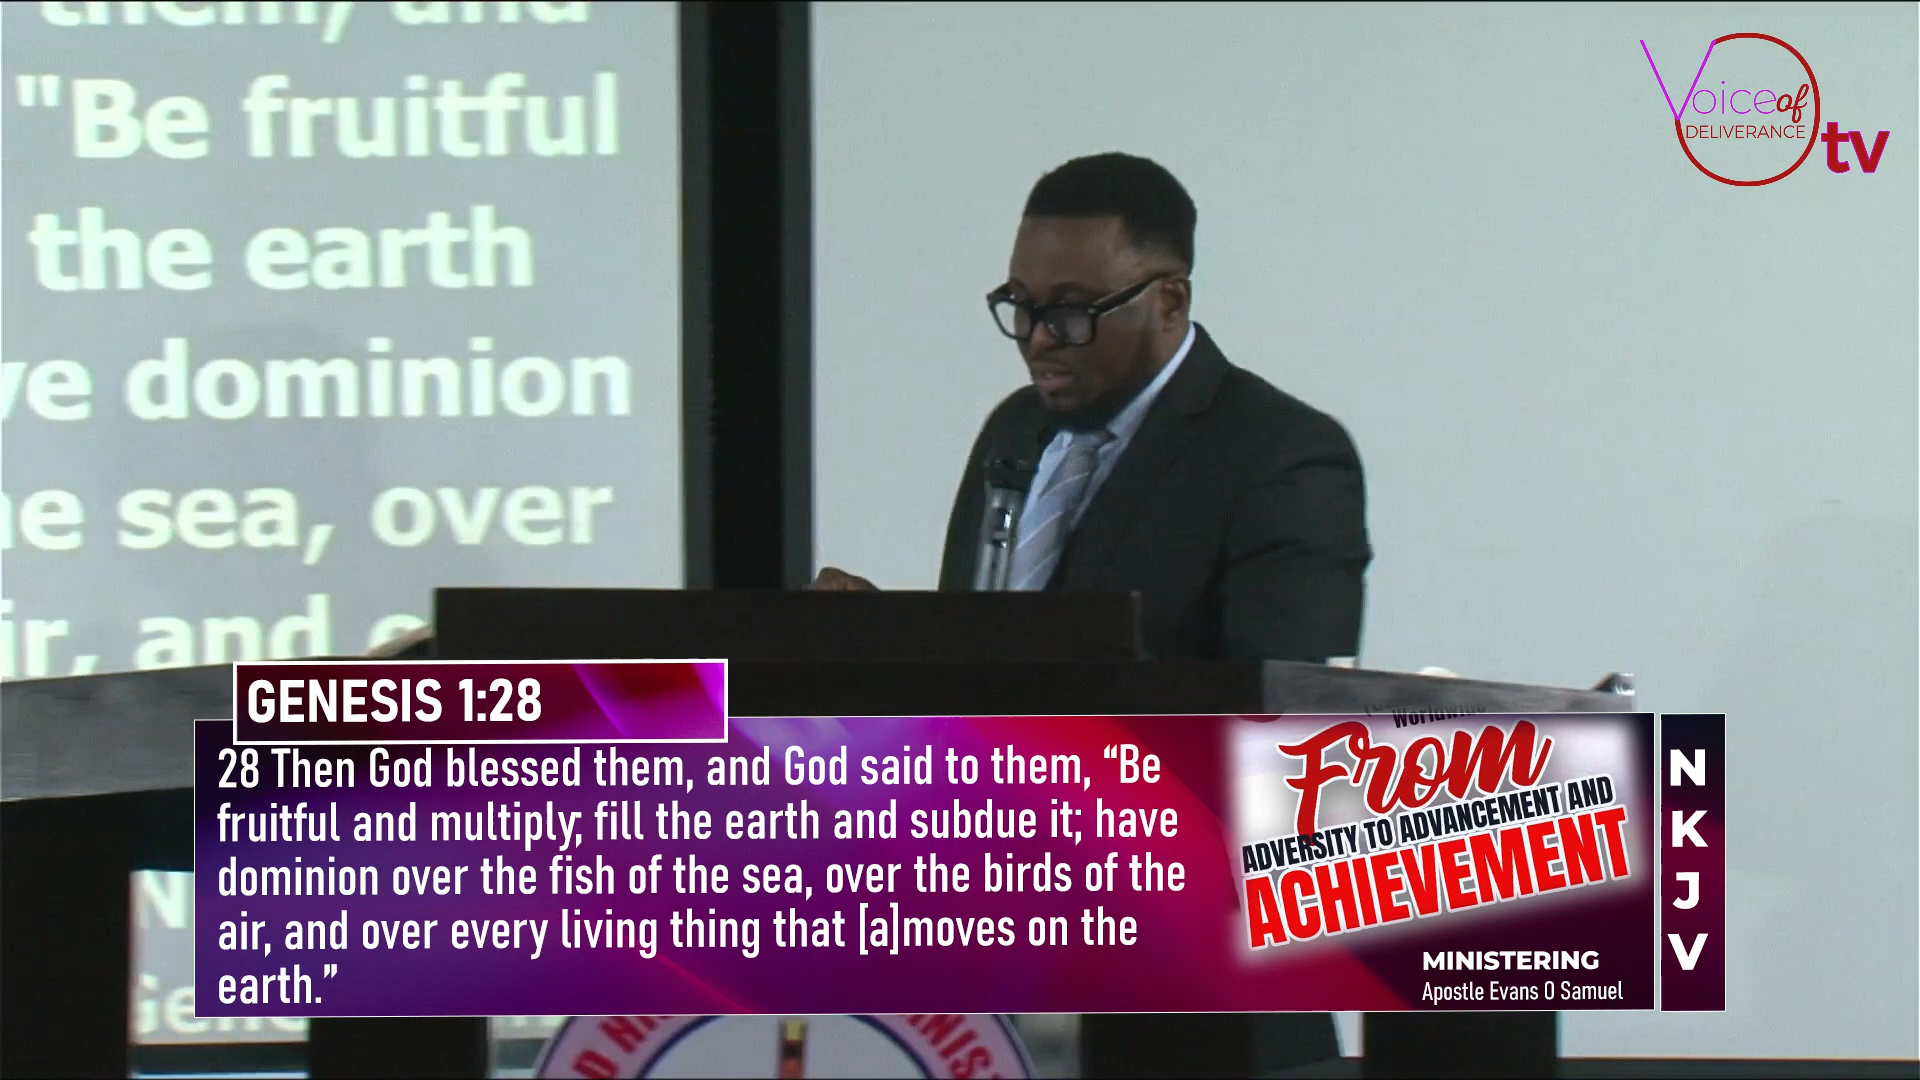 them, and
"Be fruitful
the earth
dominion
sea, over
and
Voice of
DELIVERANCE
tv
GENESIS 1:28
28 Then God blessed them, and God said to them, “Be
fruitful and multiply; fill the earth and subdue it; have
dominion over the fish of the sea, over the birds of the
air, and over every living thing that [a]moves on the
earth.”
Worldwide
From
ADVERSITY TO ADVANCEMENT AND
ACHIEVEMENT
MINISTERING
Apostle Evans O Samuel
N
K
J
V